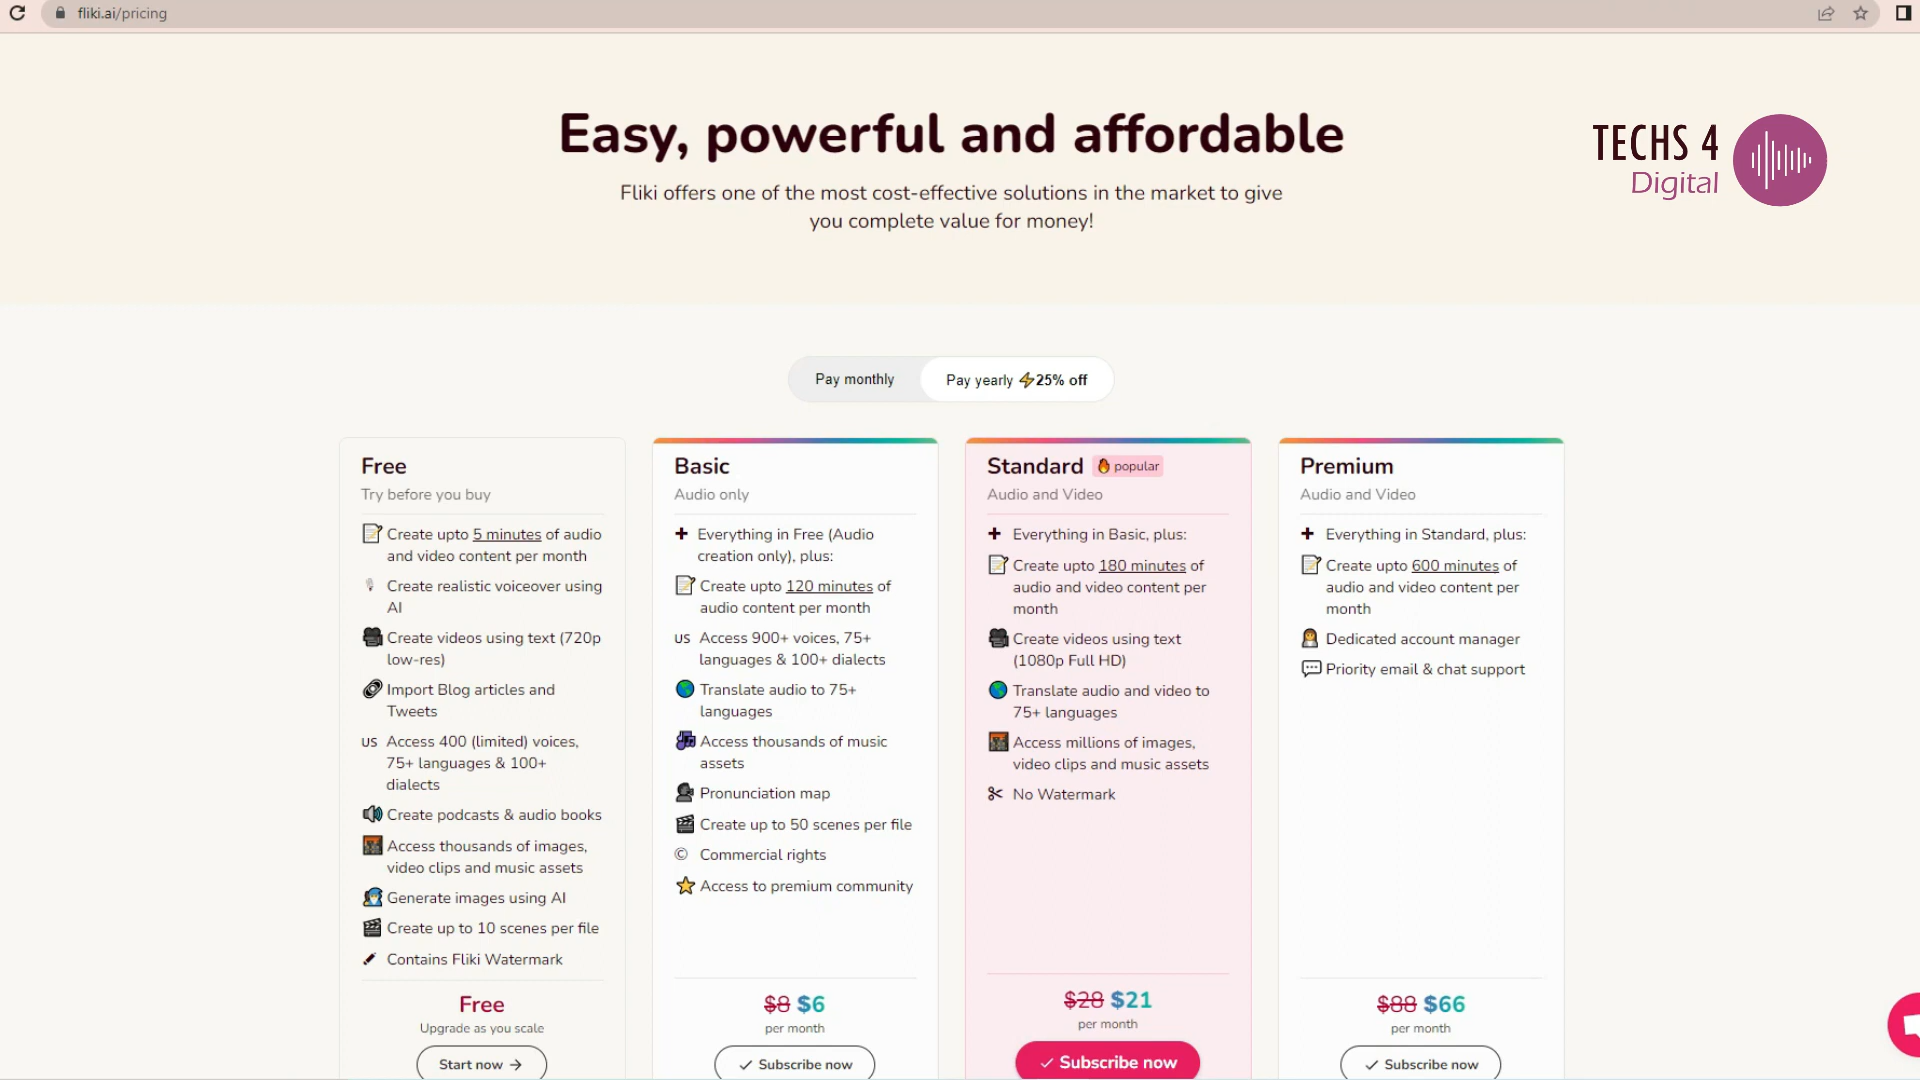 fliki.ai/pricing
Easy, powerful and affordable
Fliki offers one of the most cost-effective solutions in the market to give
you complete value for money!
TECHS 4
Digital
Pay monthly
Pay yearly ⚡25% off
Free
Try before you buy
Create upto 5 minutes of audio
and video content per month
Create realistic voiceover using
AI
Create videos using text (720p
low-res)
Import Blog articles and
Tweets
US Access 400 (limited) voices,
75+ languages & 100+
dialects
Create podcasts & audio books
Access thousands of images,
video clips and music assets
Generate images using AI
Create up to 10 scenes per file
Contains Fliki Watermark
Free
Upgrade as you scale
Start now →
Basic
Audio only
+ Everything in Free (Audio
creation only), plus:
Create upto 120 minutes of
audio content per month
US Access 900+ voices, 75+
languages & 100+ dialects
Translate audio to 75+
languages
Access thousands of music
assets
Pronunciation map
Create up to 50 scenes per file
© Commercial rights
Access to premium community
$8 $6
per month
✓ Subscribe now
Standard 🔥 popular
Audio and Video
+ Everything in Basic, plus:
Create upto 180 minutes of
audio and video content per
month
Create videos using text
(1080p Full HD)
Translate audio and video to
75+ languages
Access millions of images,
video clips and music assets
No Watermark
$28 $21
per month
✓ Subscribe now
Premium
Audio and Video
+ Everything in Standard, plus:
Create upto 600 minutes of
audio and video content per
month
Dedicated account manager
Priority email & chat support
$88 $66
per month
✓ Subscribe now